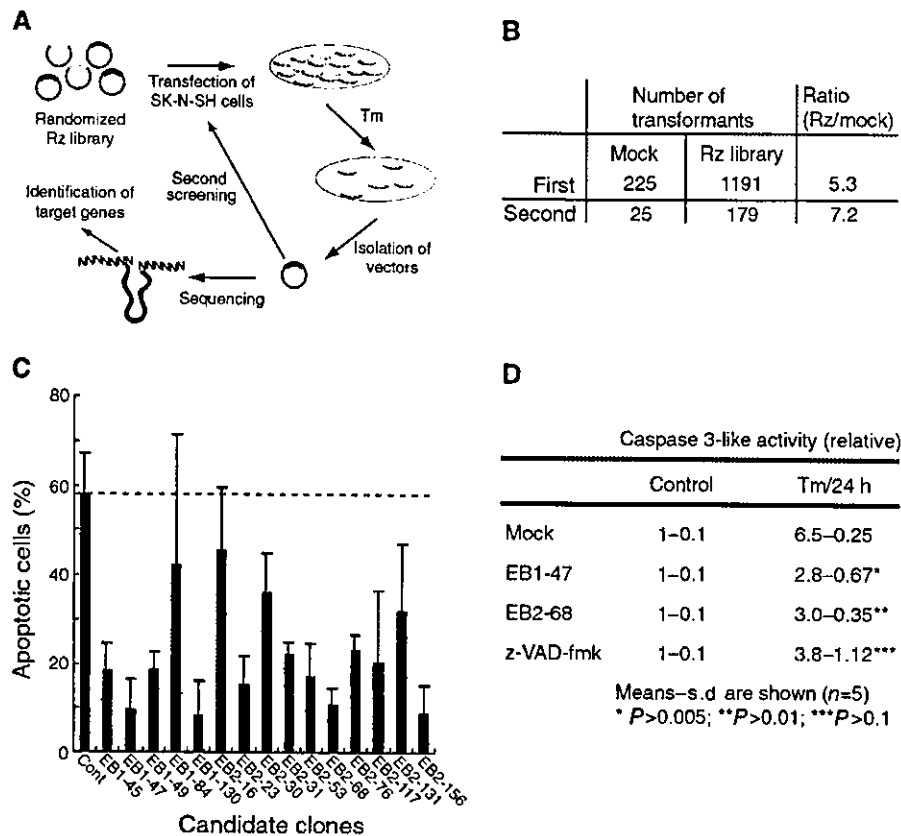 A
Randomized
Rz library
Transfection of
SK-N-SH cells
Tm
Second
screening
Isolation of
vectors
Sequencing
Identification of
target genes
B
Number of
transformants
Ratio
(Rz/mock)
Mock
Rz library
First
225
1191
5.3
Second
25
179
7.2
C
Apoptotic cells (%)
80
60
40
20
0
Cont
EB1-45
EB1-47
EB1-49
EB1-84
EB1-130
EB2-16
EB2-23
EB2-30
EB2-31
EB2-53
EB2-68
EB2-76
EB2-117
EB2-131
EB2-156
Candidate clones
D
Caspase 3-like activity (relative)
Control
Tm/24 h
Mock
1–0.1
6.5–0.25
EB1-47
1–0.1
2.8–0.67*
EB2-68
1–0.1
3.0–0.35**
z-VAD-fmk
1–0.1
3.8–1.12***
Means–s.d are shown (n=5)
* P>0.005; **P>0.01; ***P>0.1